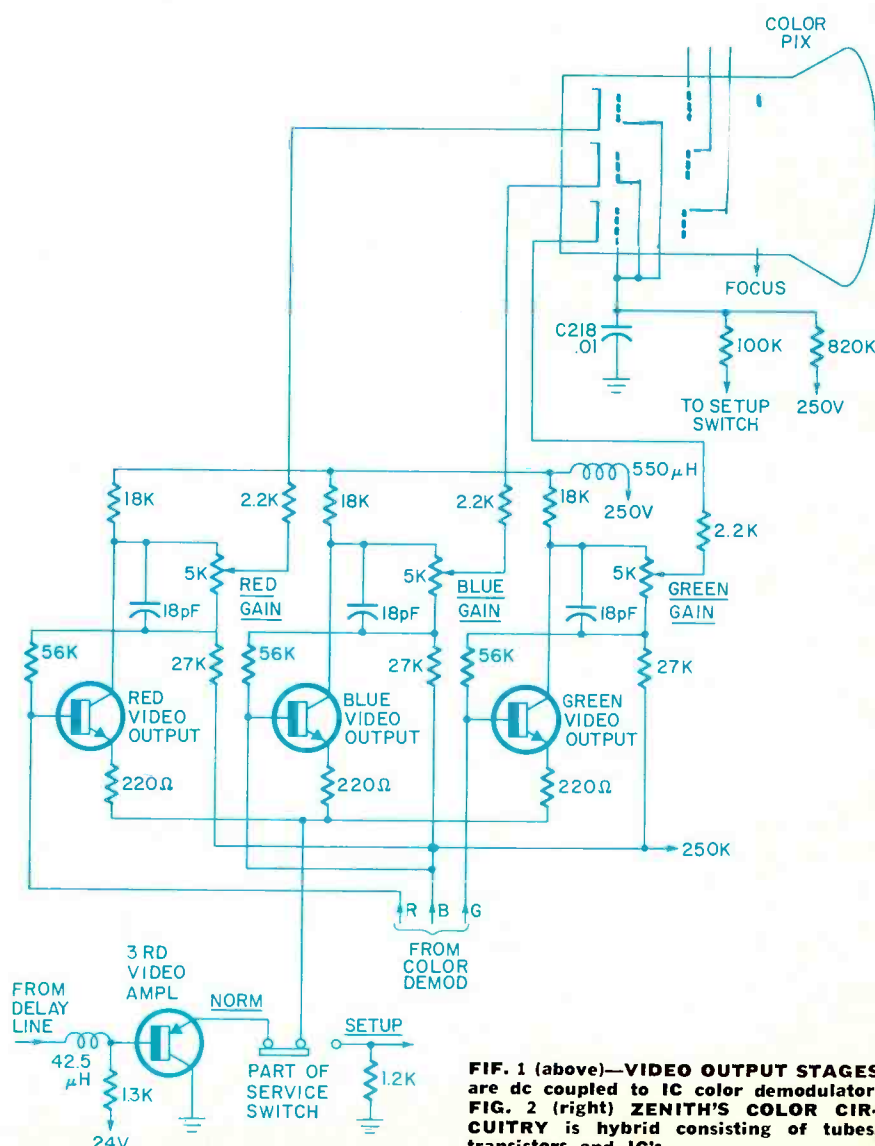 COLOR
PIX
FOCUS
C218
.01
100K
820K
TO SETUP
SWITCH
250V
550μH
250V
18K
2.2K
18K
2.2K
18K
2.2K
5K
RED
GAIN
5K
BLUE
GAIN
5K
GREEN
GAIN
18pF
18pF
18pF
56K
27K
56K
27K
56K
27K
RED
VIDEO
OUTPUT
BLUE
VIDEO
OUTPUT
GREEN
VIDEO
OUTPUT
220Ω
220Ω
220Ω
250K
R B G
FROM
COLOR
DEMOD
3RD
VIDEO
AMPL
FROM
DELAY
LINE
NORM
SETUP
42.5
μH
1.3K
24V
PART OF
SERVICE
SWITCH
1.2K
FIF. 1 (above)—VIDEO OUTPUT STAGES
are dc coupled to IC color demodulator
FIG. 2 (right) ZENITH'S COLOR CIR-
CUITRY is hybrid consisting of tubes
transistors and IC's